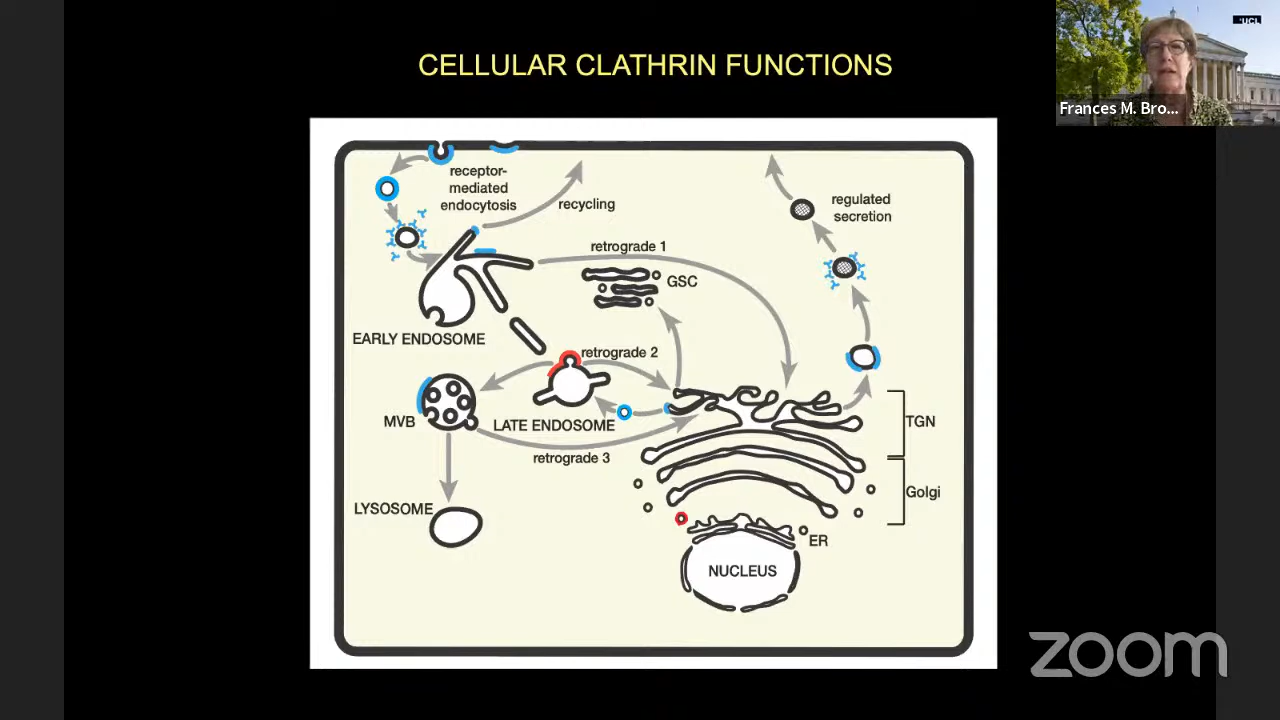 CELLULAR CLATHRIN FUNCTIONS
UCL
Frances M. Bro...
receptor-
mediated
endocytosis
recycling
regulated
secretion
retrograde 1
GSC
EARLY ENDOSOME
retrograde 2
MVB
LATE ENDOSOME
TGN
retrograde 3
Golgi
LYSOSOME
ER
NUCLEUS
zoom